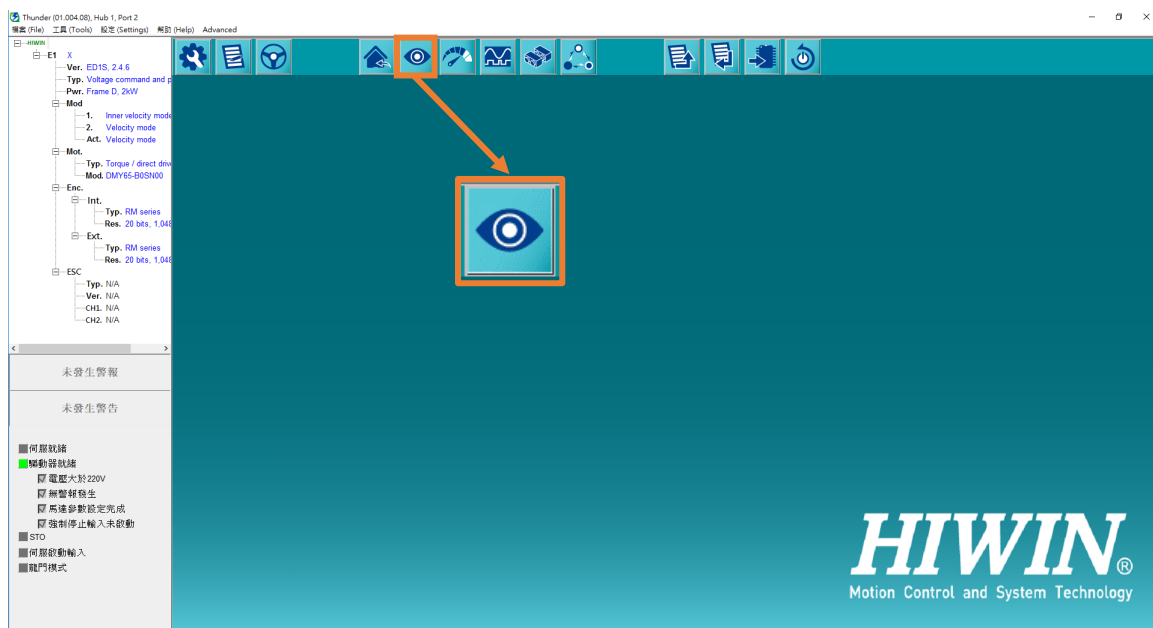 Thunder (01.004.08), Hub 1, Port 2
檔案 (File) 工具 (Tools) 設定 (Settings) 幫助 (Help) Advanced
HIWIN
E1 X
Ver. ED1S, 2.4.6
Typ. Voltage command and p
Pwr. Frame D, 2kW
Mod
1. Inner velocity mode
2. Velocity mode
Act. Velocity mode
Mot.
Typ. Torque / direct drive
Mod. DMY65-B0SN00
Enc.
Int.
Typ. RM series
Res. 20 bits, 1,048
Ext.
Typ. RM series
Res. 20 bits, 1,048
ESC
Typ. N/A
Ver. N/A
CH1. N/A
CH2. N/A
未發生警報
未發生警告
伺服就緒
驅動器就緒
電壓大於220V
無警報發生
馬達參數設定完成
強制停止輸入未啟動
STO
伺服啟動輸入
龍門模式
HIWIN®
Motion Control and System Technology